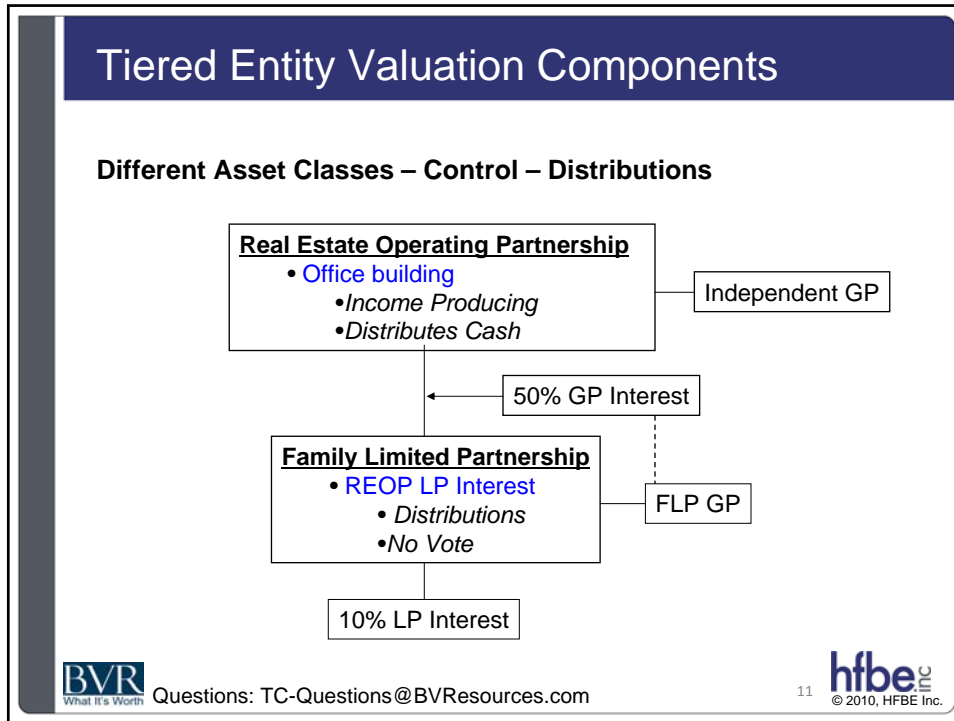 Tiered Entity Valuation Components
Different Asset Classes – Control – Distributions
Real Estate Operating Partnership
• Office building
•Income Producing
•Distributes Cash
Independent GP
50% GP Interest
Family Limited Partnership
• REOP LP Interest
• Distributions
•No Vote
FLP GP
10% LP Interest
BVR
What It's Worth
Questions: TC-Questions@BVResources.com
11
hfbe inc
© 2010, HFBE Inc.